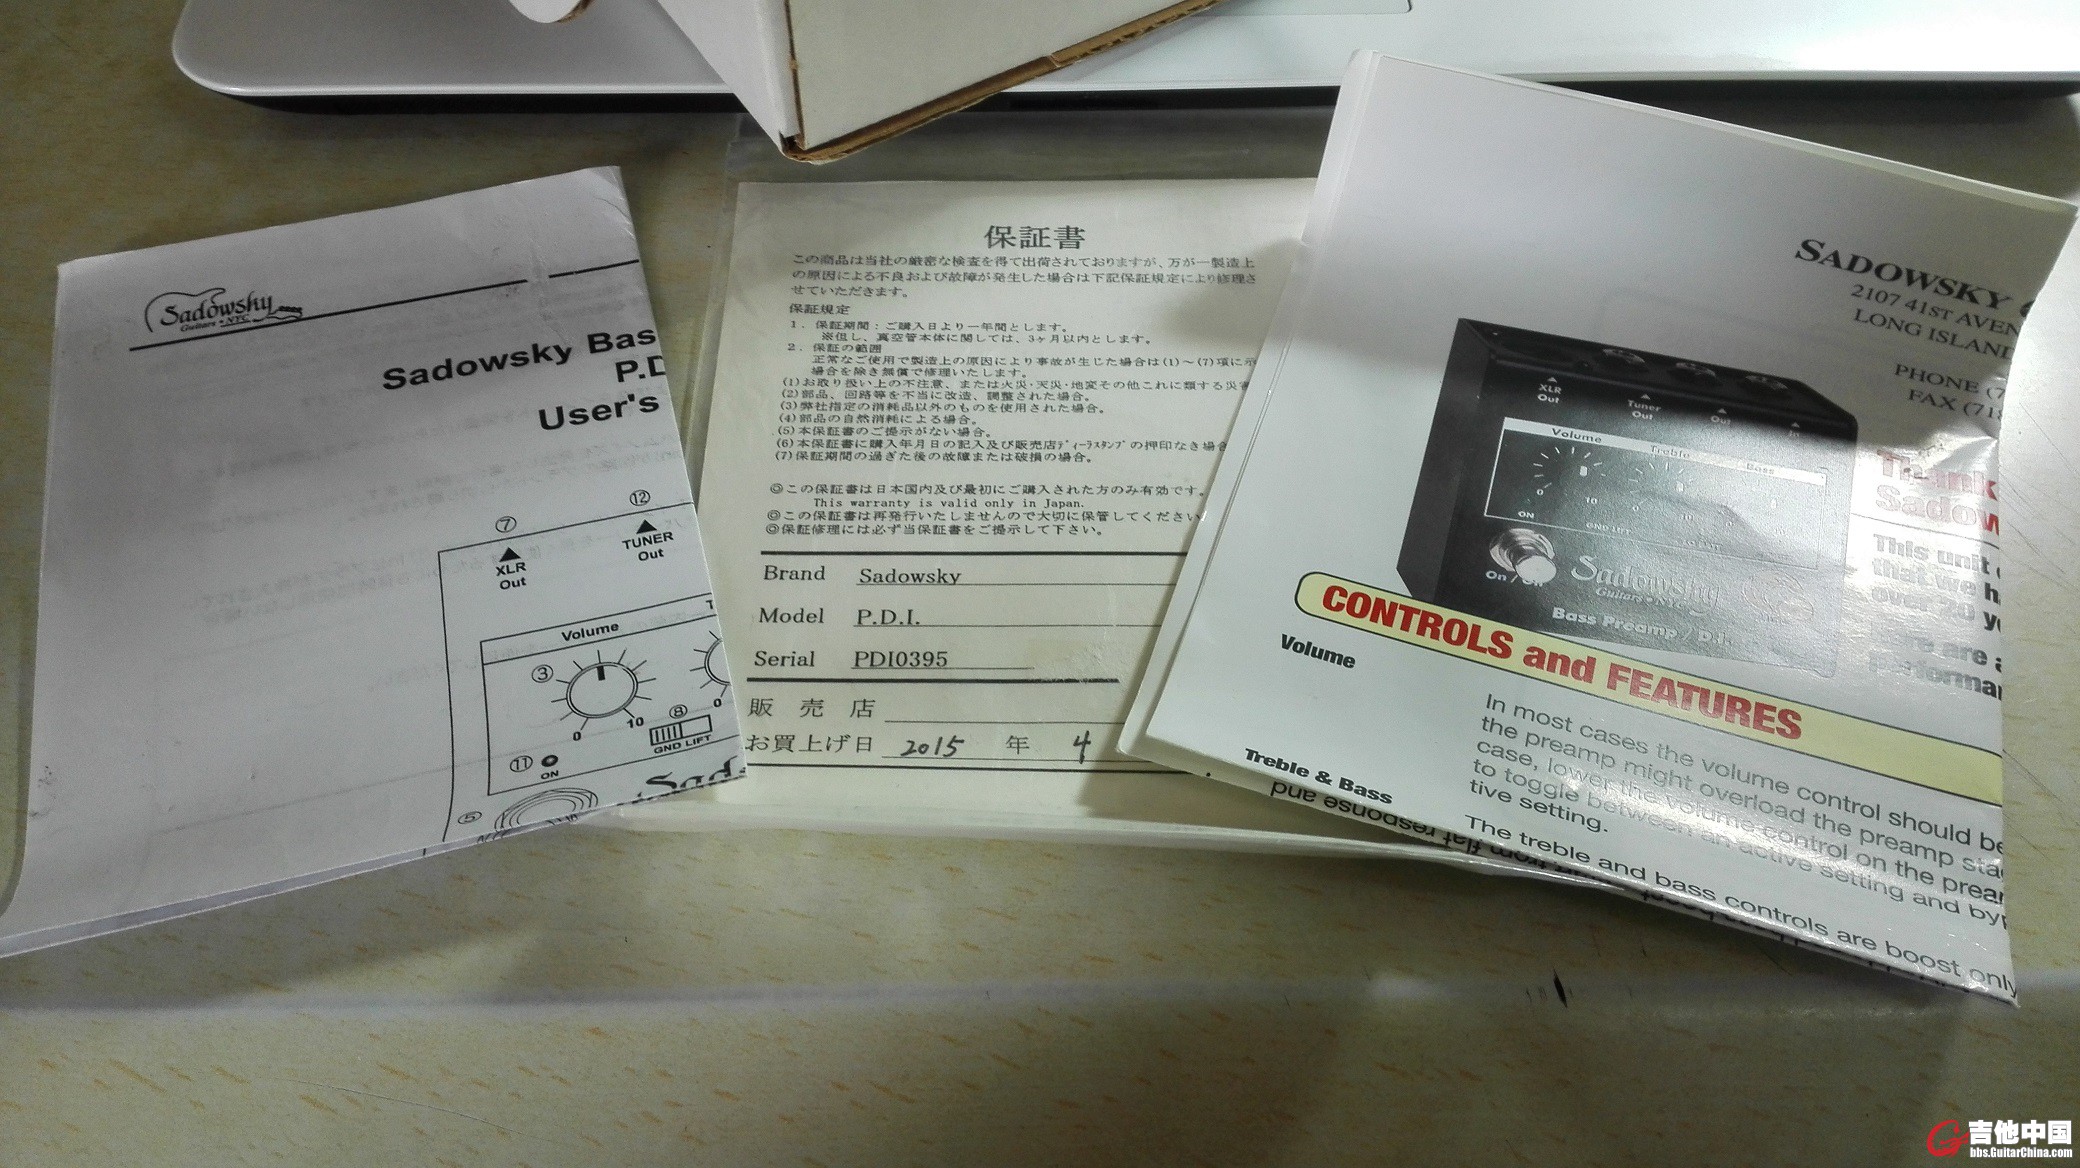 Sadowsky
Guitars • NYC
Sadowsky Bas
P.D
User's
⑦
XLR
Out
⑫
TUNER
Out
Volume
③
0
10
⑧
GND LIFT
0
⑪
ON
⑤
保証書
この商品は当社の厳密な検査を得て出荷されておりますが、万が一製造上
の原因による不良および故障が発生した場合は下記保証規定により修理さ
せていただきます。
保証規定
1．保証期間：ご購入日より一年間とします。
※但し、真空管本体に関しては、3ヶ月以内とします。
2．保証の範囲
正常なご使用で製造上の原因により事故が生じた場合は(1)～(7)項に示
場合を除き無償で修理いたします。
(1)お取り扱い上の不注意、または火災・天災・地変その他これに類する災害
(2)部品、回路等を不当に改造、調整された場合。
(3)弊社指定の消耗品以外のものを使用された場合。
(4)部品の自然消耗による場合。
(5)本保証書のご提示がない場合。
(6)本保証書に購入年月日の記入及び販売店ﾃﾞｨｰﾗｽﾀﾝﾌﾟの押印なき場合
(7)保証期間の過ぎた後の故障または破損の場合。
◎この保証書は日本国内及び最初にご購入された方のみ有効です。
This warranty is valid only in Japan.
◎この保証書は再発行いたしませんので大切に保管してください
◎保証修理には必ず当保証書をご提示して下さい。
Brand Sadowsky
Model P.D.I.
Serial PDI0395
販売店
お買上げ日 2015 年 4
SADOWSKY
2107 41ST AVEN
LONG ISLAND
PHONE (7
FAX (718
XLR
Out
Tuner
Out
Out
In
Volume
Treble
Bass
0
10
0
ON
GND LIFT
On / Off
Sadowsky
Guitars • NYC
Bass Preamp / D.I.
Thank
Sadow
This unit
that we h
over 20 y
are a
performa
CONTROLS and FEATURES
Volume
In most cases the volume control should be
the preamp might overload the preamp sta
case, lower the volume control on the prear
to toggle between an active setting and byp
tive setting.
Treble & Bass
The treble and bass controls are boost only
response and
from flat
吉他中国
bbs.GuitarChina.com